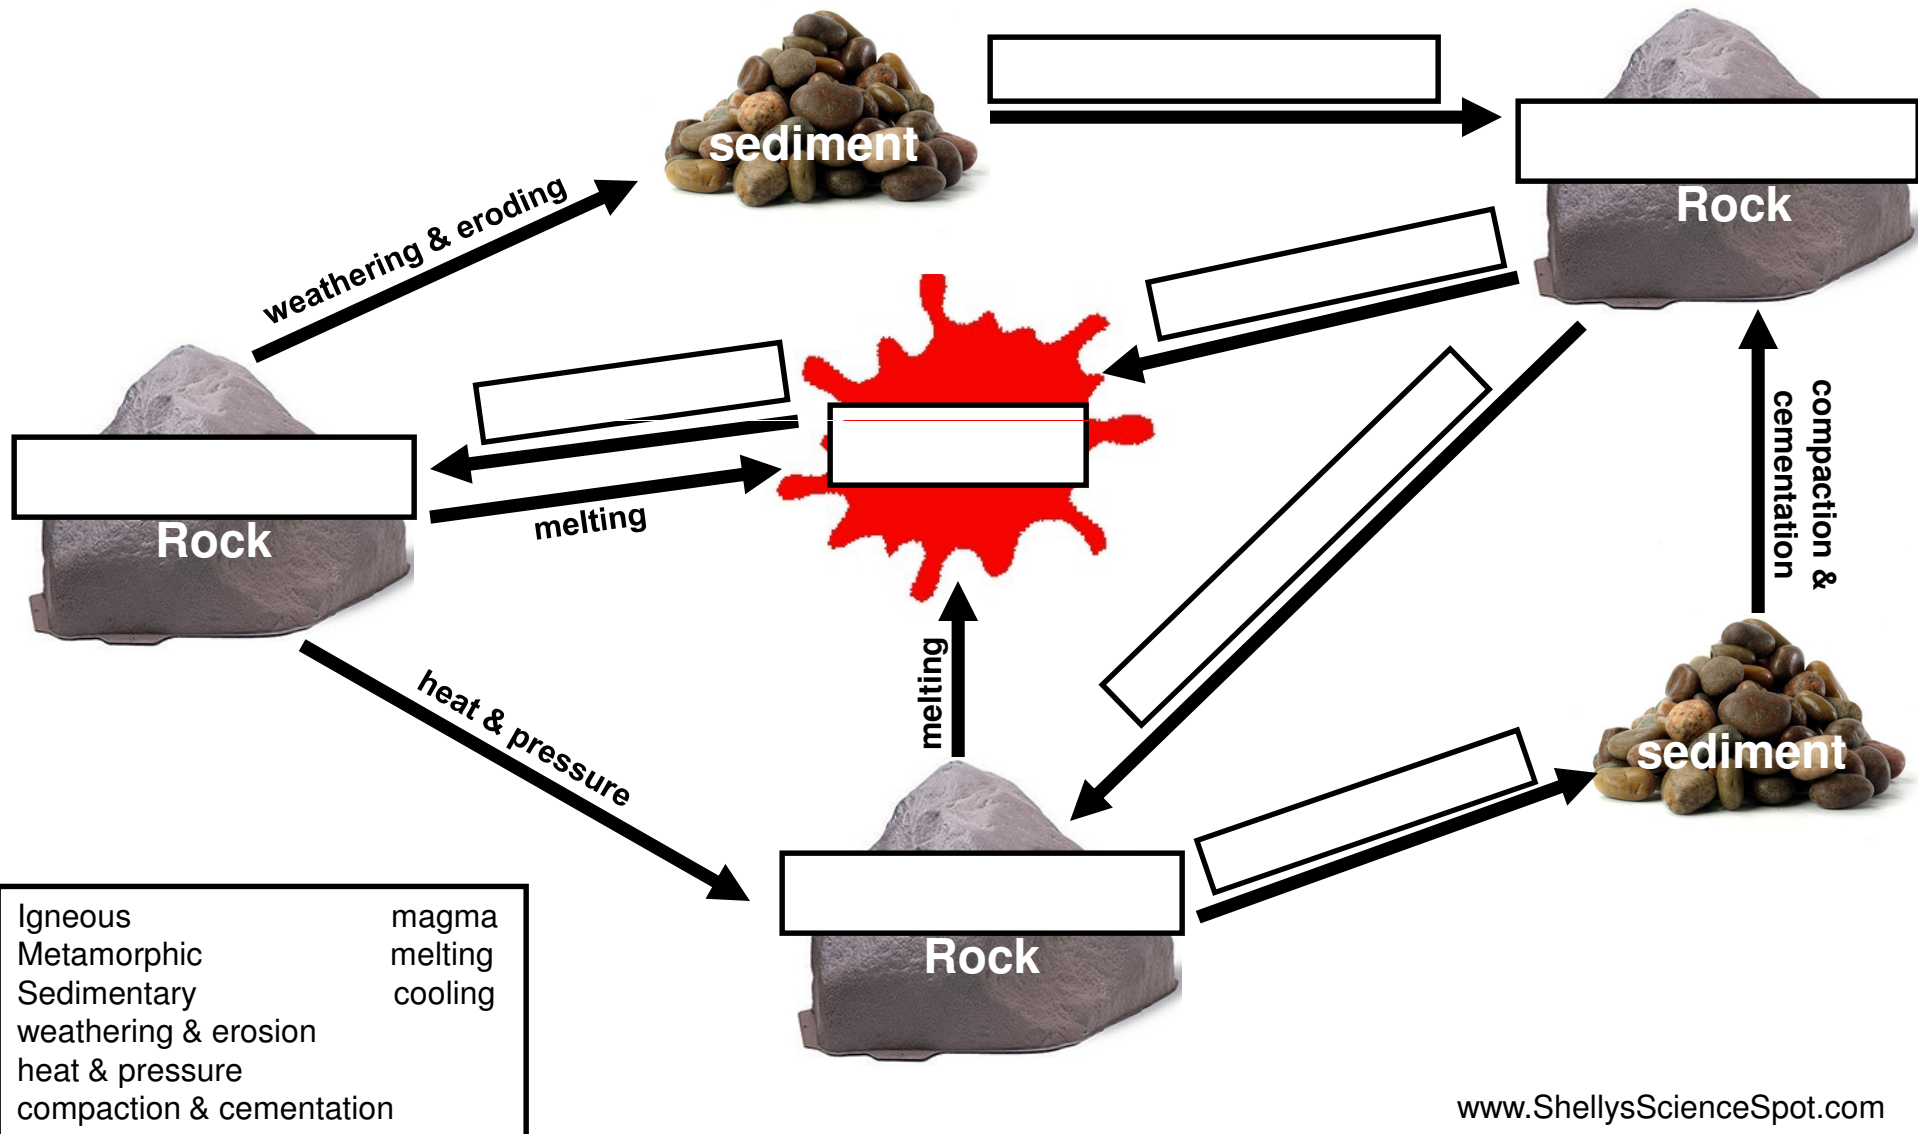 sediment
Rock
weathering & eroding
compaction &
cementation
Rock
melting
melting
heat & pressure
sediment
Rock
Igneous magma
Metamorphic melting
Sedimentary cooling
weathering & erosion
heat & pressure
compaction & cementation
www.ShellysScienceSpot.com